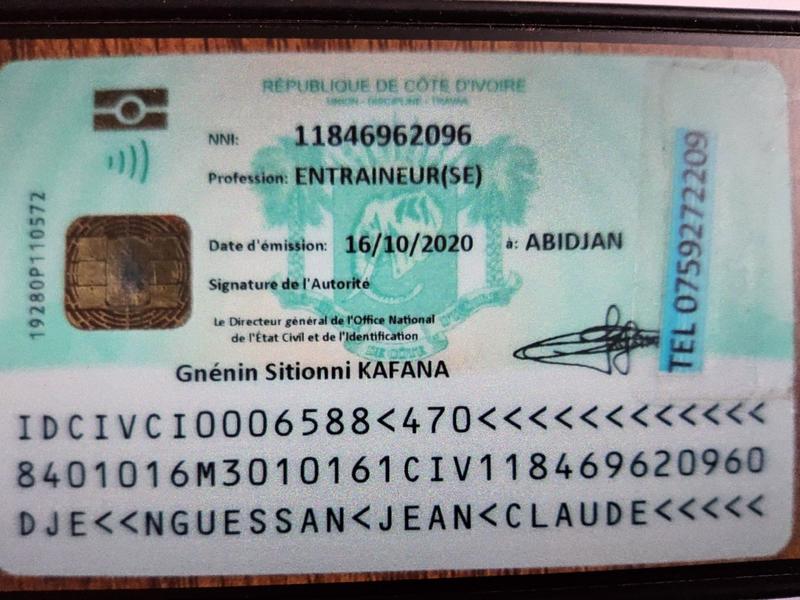 RÉPUBLIQUE DE CÔTE D'IVOIRE
UNION - DISCIPLINE - TRAVAIL
NNI: 11846962096
Profession: ENTRAINEUR(SE)
Date d'émission: 16/10/2020 à: ABIDJAN
Signature de l'Autorité
Le Directeur général de l'Office National
de l'État Civil et de l'Identification
Gnénin Sitionni KAFANA
19280P110572
TEL 0759272209
IDCIVCI0006588<470<<<<<<<<<<<<
8401016M3010161CIV118469620960
DJE<<NGUESSAN<JEAN<CLAUDE<<<<<